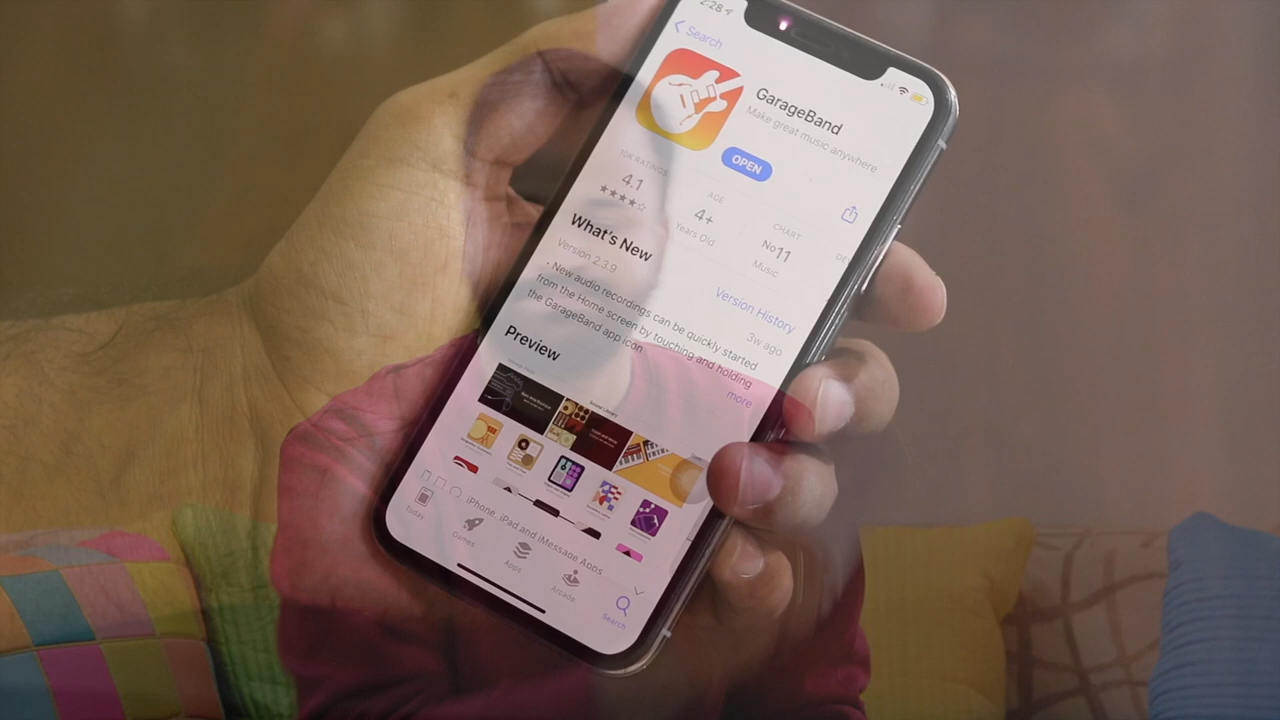 2:28
Search
GarageBand
Make great music anywhere
OPEN
10K RATINGS
4.1
AGE
4+
Years Old
CHART
No11
Music
DE
What's New
Version History
Version 2.3.9
3w ago
• New audio recordings can be quickly started
from the Home screen by touching and holding
the GarageBand app icon
more
Preview
Sound Library
iPhone, iPad and iMessage Apps
Today
Games
Apps
Arcade
Search